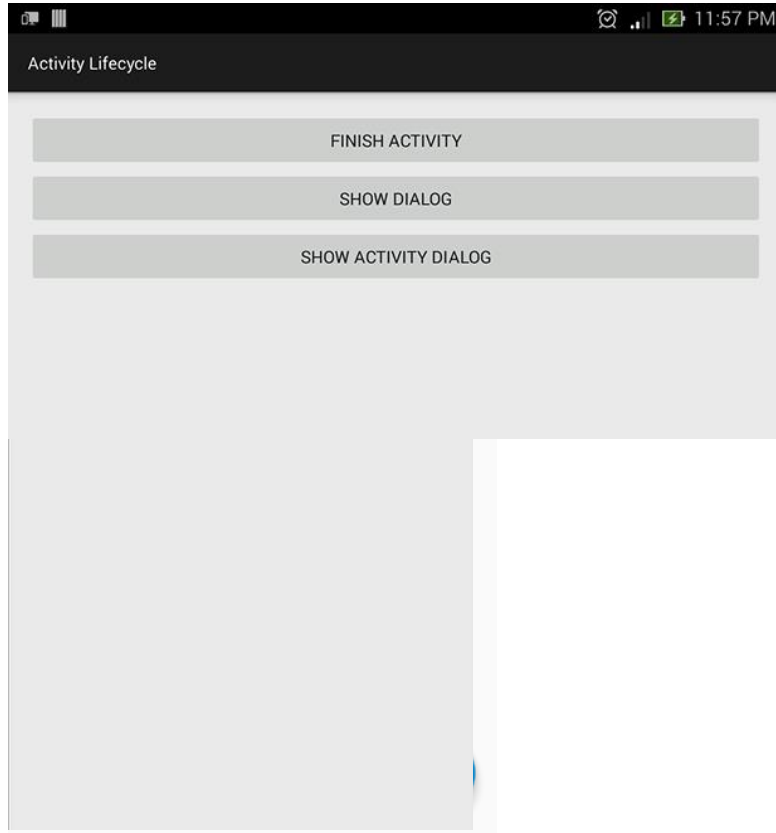 11:57 PM
Activity Lifecycle
FINISH ACTIVITY
SHOW DIALOG
SHOW ACTIVITY DIALOG